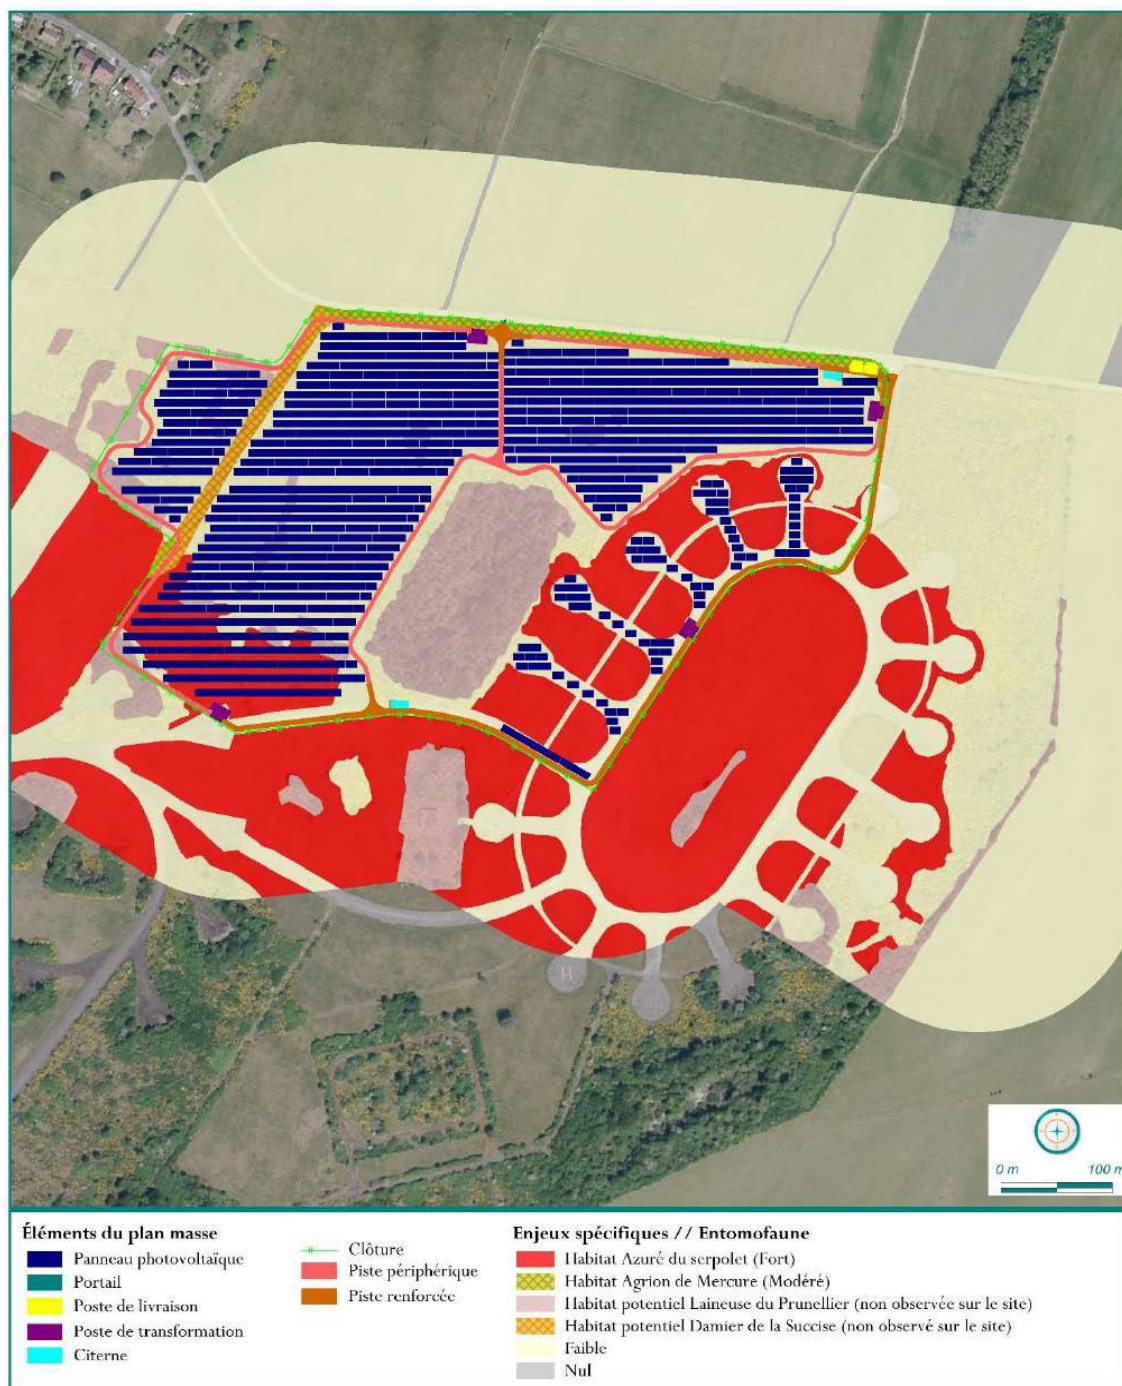 H
0 m 100 m
Éléments du plan masse
Panneau photovoltaïque
Portail
Poste de livraison
Poste de transformation
Citerne
Clôture
Piste périphérique
Piste renforcée
Enjeux spécifiques // Entomofaune
Habitat Azuré du serpolet (Fort)
Habitat Agrion de Mercure (Modéré)
Habitat potentiel Laineuse du Prunellier (non observée sur le site)
Habitat potentiel Damier de la Succise (non observé sur le site)
Faible
Nul